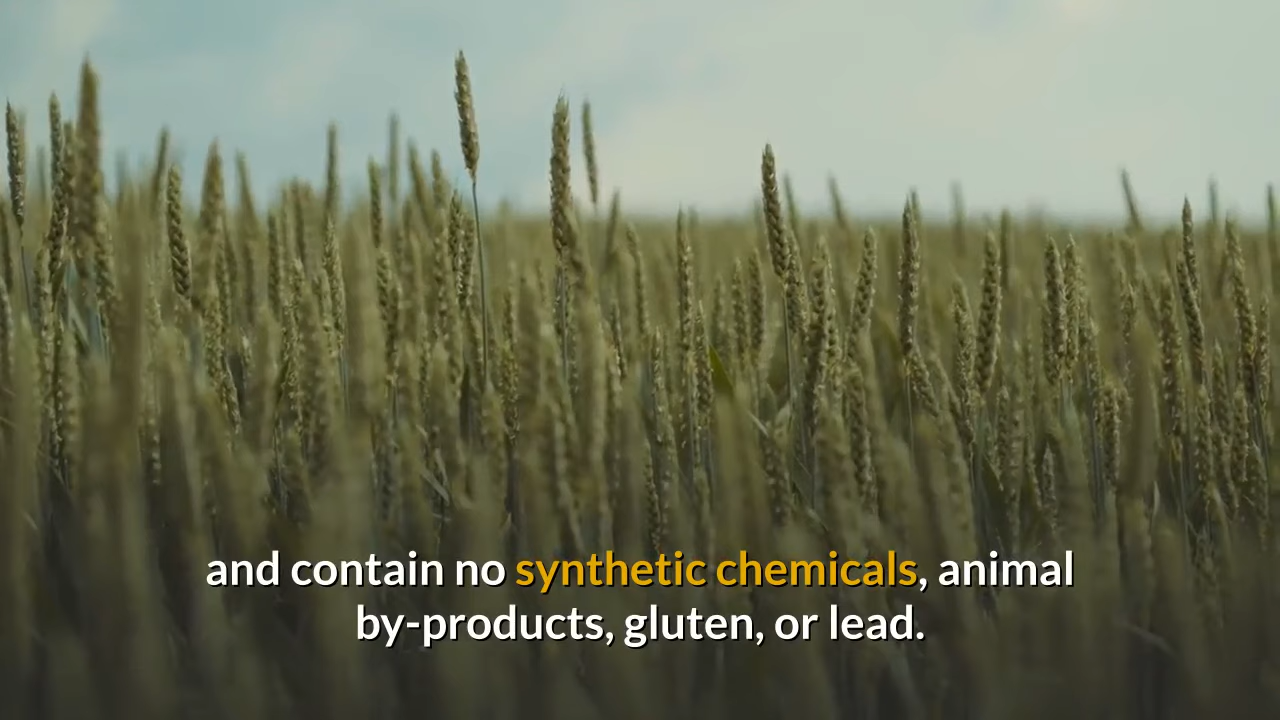 and contain no synthetic chemicals, animal
by-products, gluten, or lead.